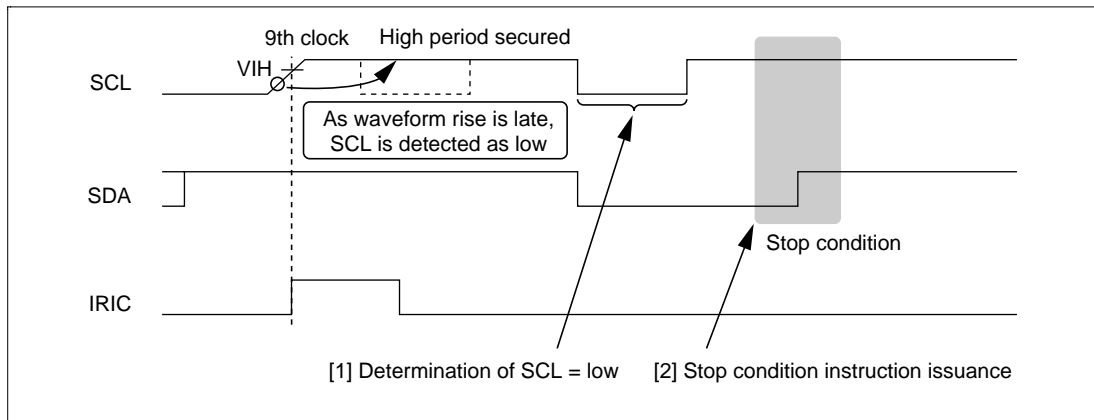 9th clock
High period secured
VIH
SCL
As waveform rise is late,
SCL is detected as low
SDA
Stop condition
IRIC
[1] Determination of SCL = low
[2] Stop condition instruction issuance